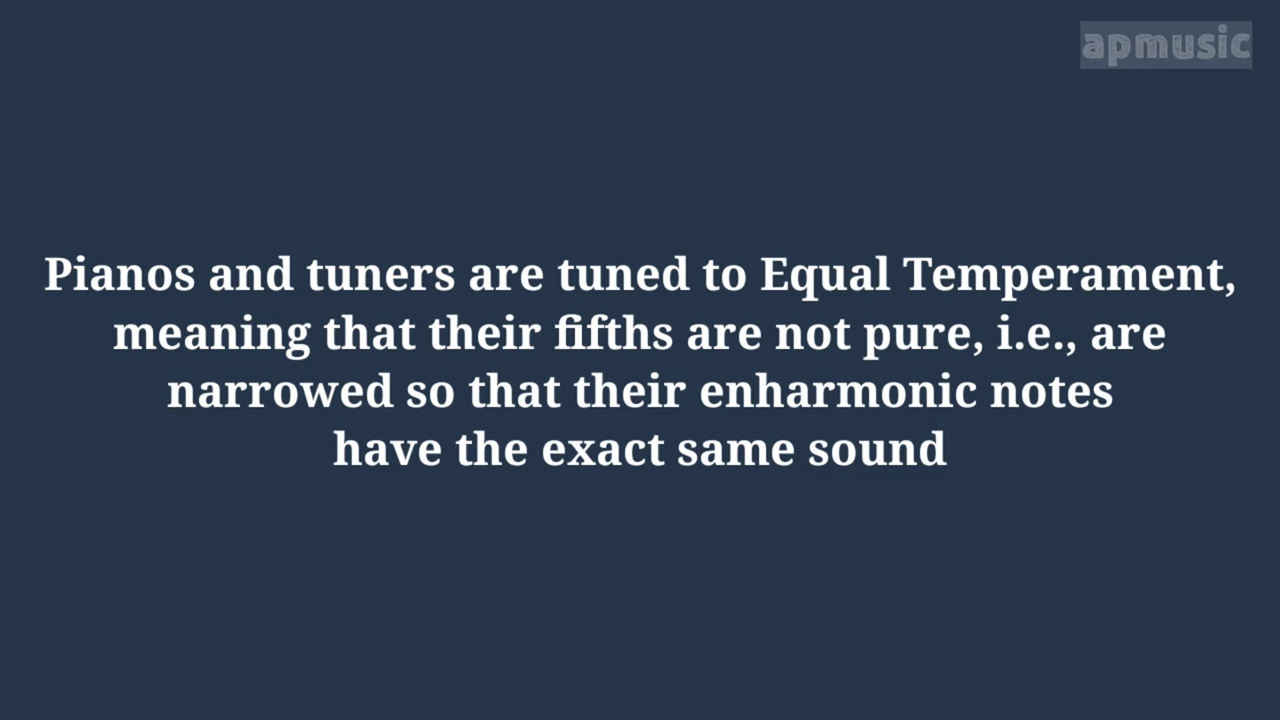 apmusic
Pianos and tuners are tuned to Equal Temperament,
meaning that their fifths are not pure, i.e., are
narrowed so that their enharmonic notes
have the exact same sound